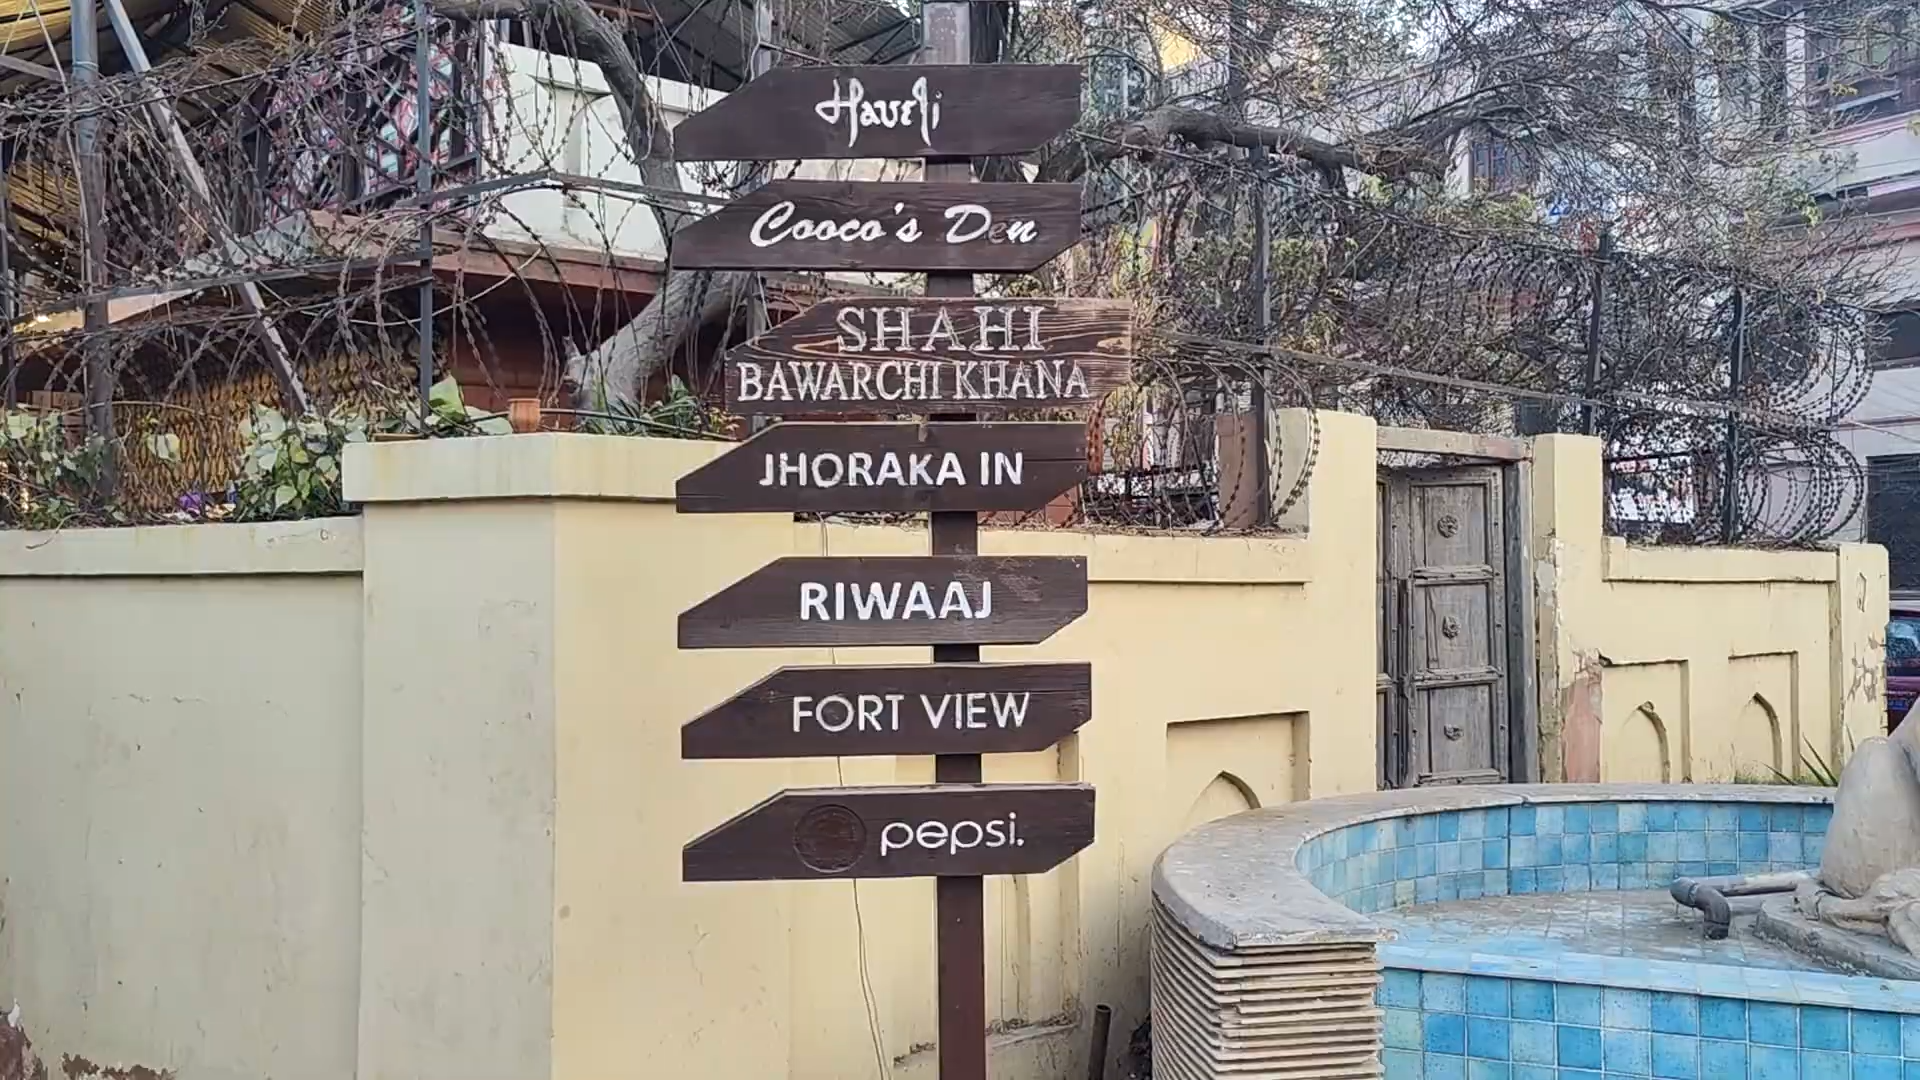 Haveli
Cooco's Den
SHAHI
BAWARCHI KHANA
JHORAKA IN
RIWAAJ
FORT VIEW
pepsi.